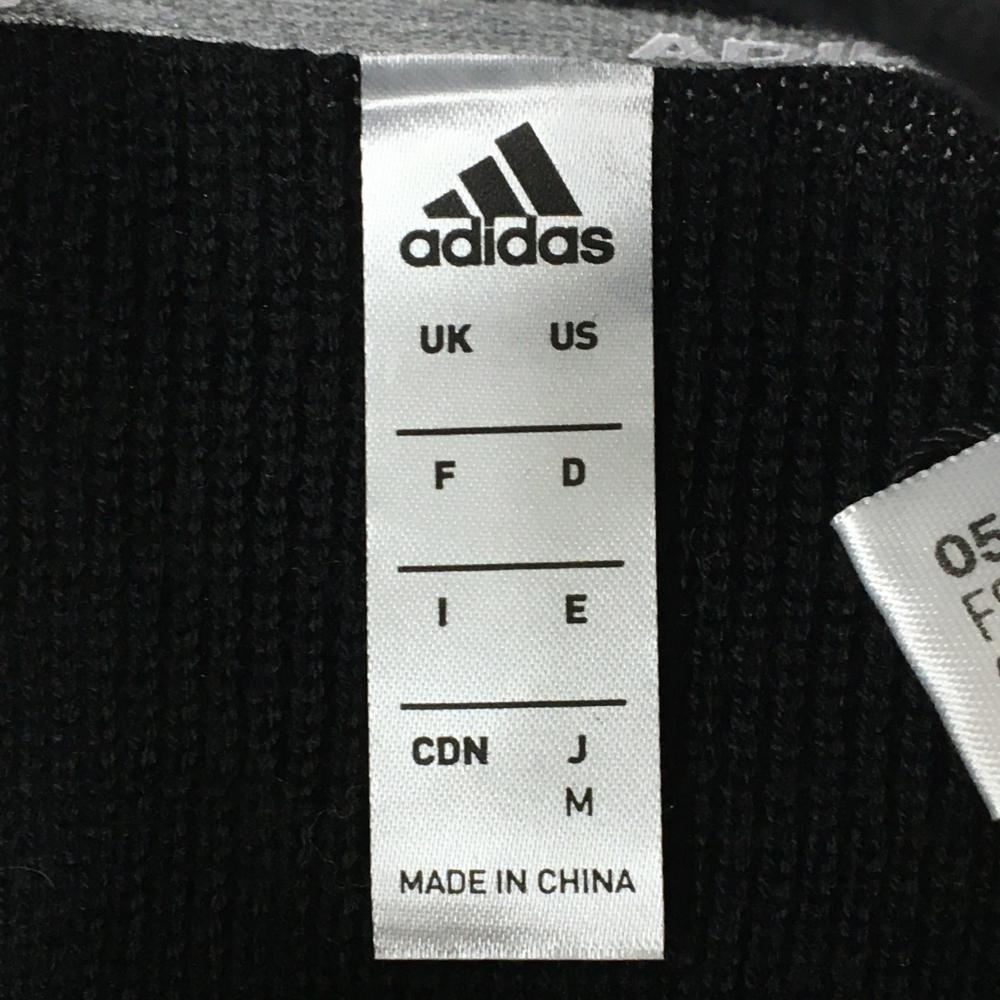 adidas
UK US
F D
I E
CDN J
M
MADE IN CHINA
05